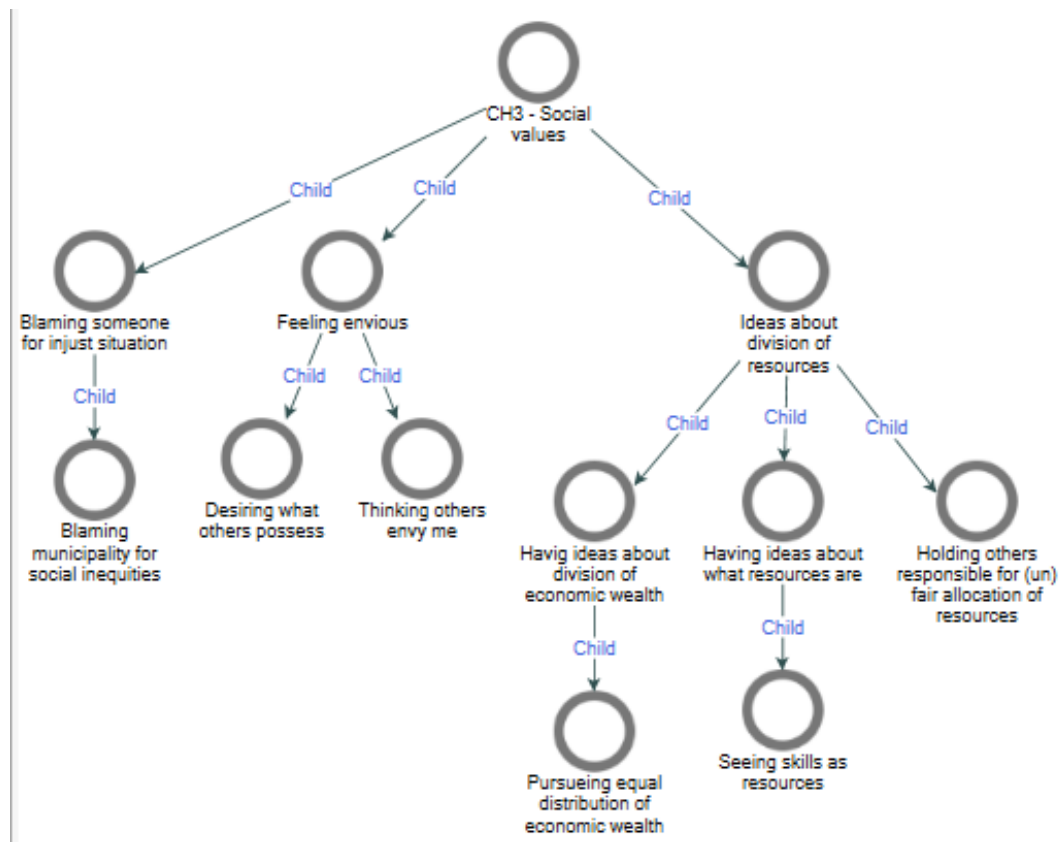 CH3 - Social
values
Child
Child
Child
Blaming someone
for injust situation
Feeling envious
Ideas about
division of
resources
Child
Child
Child
Child
Child
Child
Blaming
municipality for
social inequities
Desiring what
others possess
Thinking others
envy me
Havig ideas about
division of
economic wealth
Having ideas about
what resources are
Holding others
responsible for (un)
fair allocation of
resources
Child
Child
Pursueing equal
distribution of
economic wealth
Seeing skills as
resources